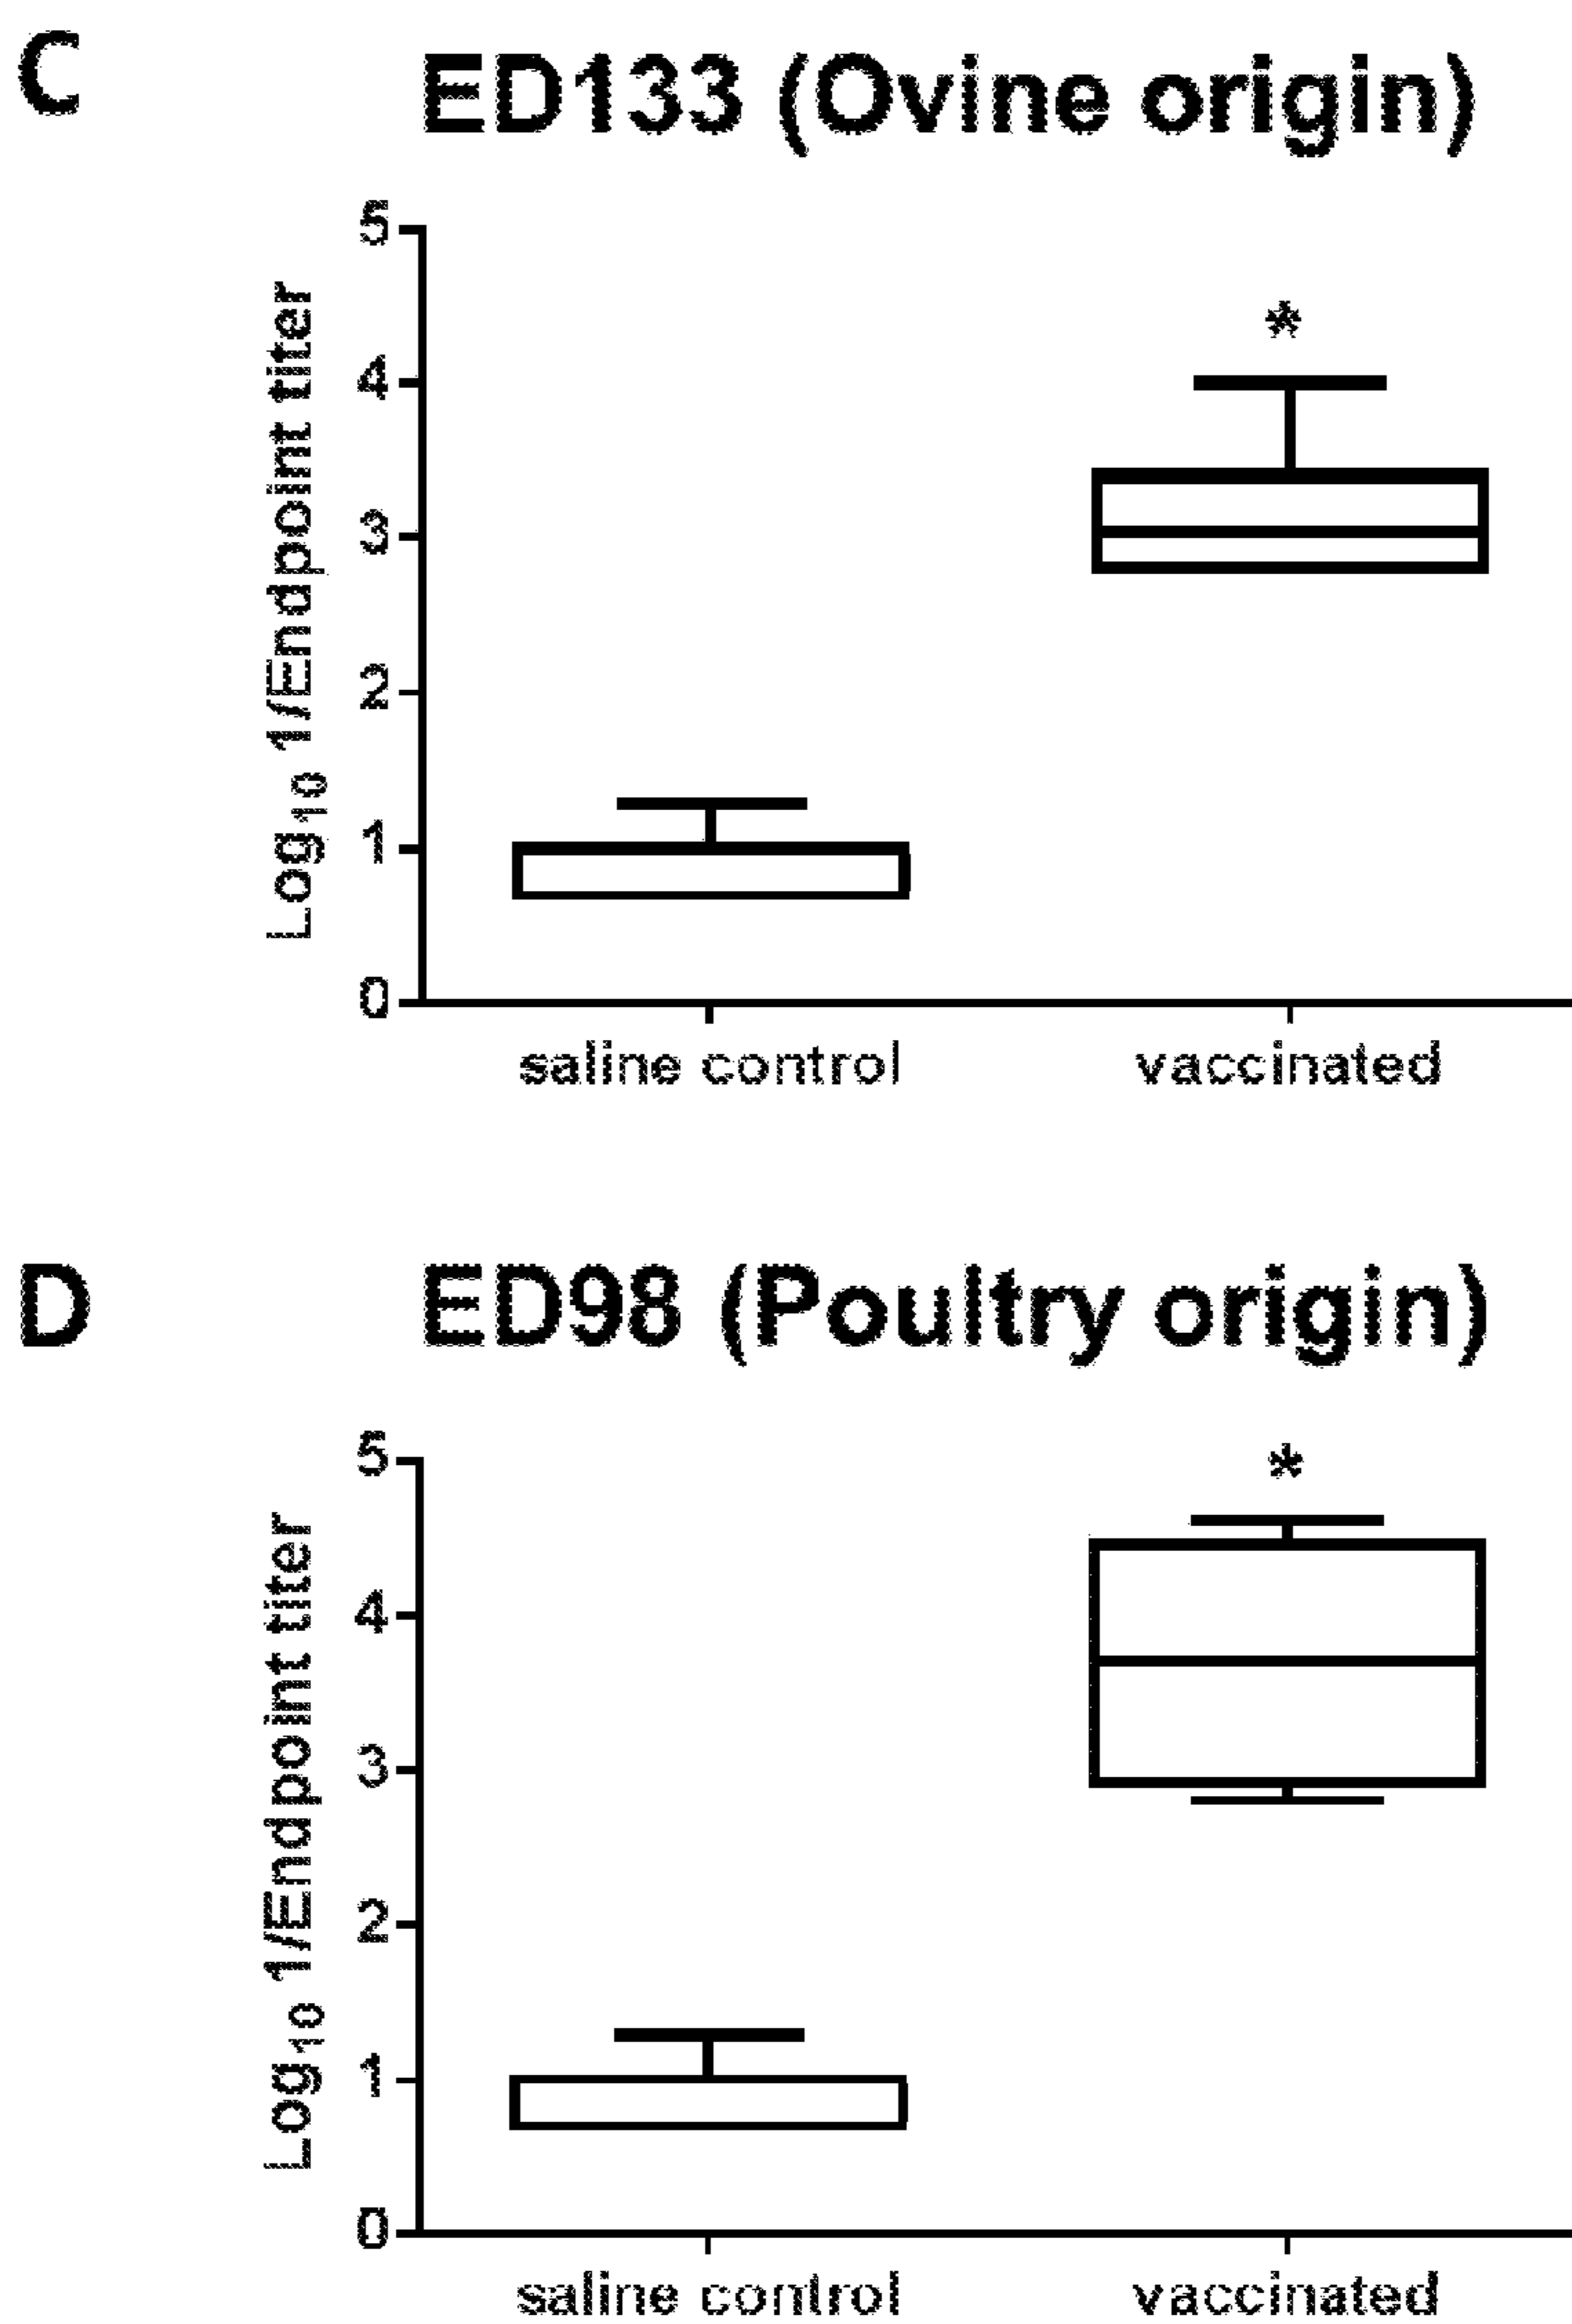 C
ED133 (Ovine origin)
5
*
4
3
2
1
0
Log10 1/Endpoint titer
saline control
vaccinated
D
ED98 (Poultry origin)
5
*
4
3
2
1
0
Log10 1/Endpoint titer
saline control
vaccinated